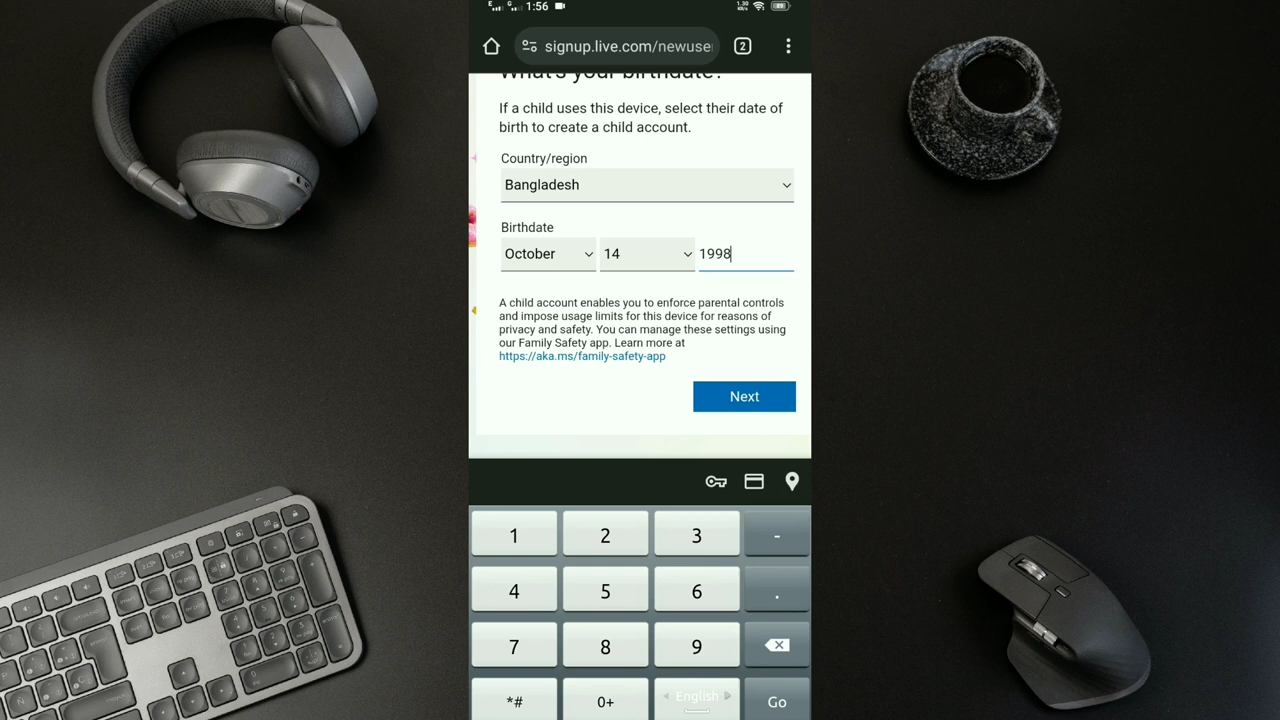 1:56
signup.live.com/newuse
2
What's your birthdate?
If a child uses this device, select their date of
birth to create a child account.
Country/region
Bangladesh
Birthdate
October 14 1998
A child account enables you to enforce parental controls
and impose usage limits for this device for reasons of
privacy and safety. You can manage these settings using
our Family Safety app. Learn more at
https://aka.ms/family-safety-app
Next
1 2 3 -
4 5 6 .
7 8 9
*# 0+ English Go